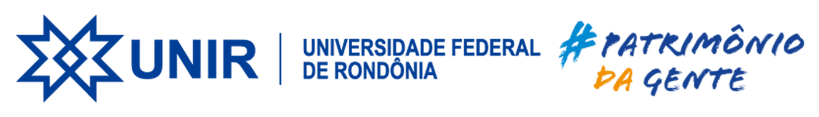 UNIR
UNIVERSIDADE FEDERAL
DE RONDÔNIA
#PATRIMÔNIO
DA GENTE